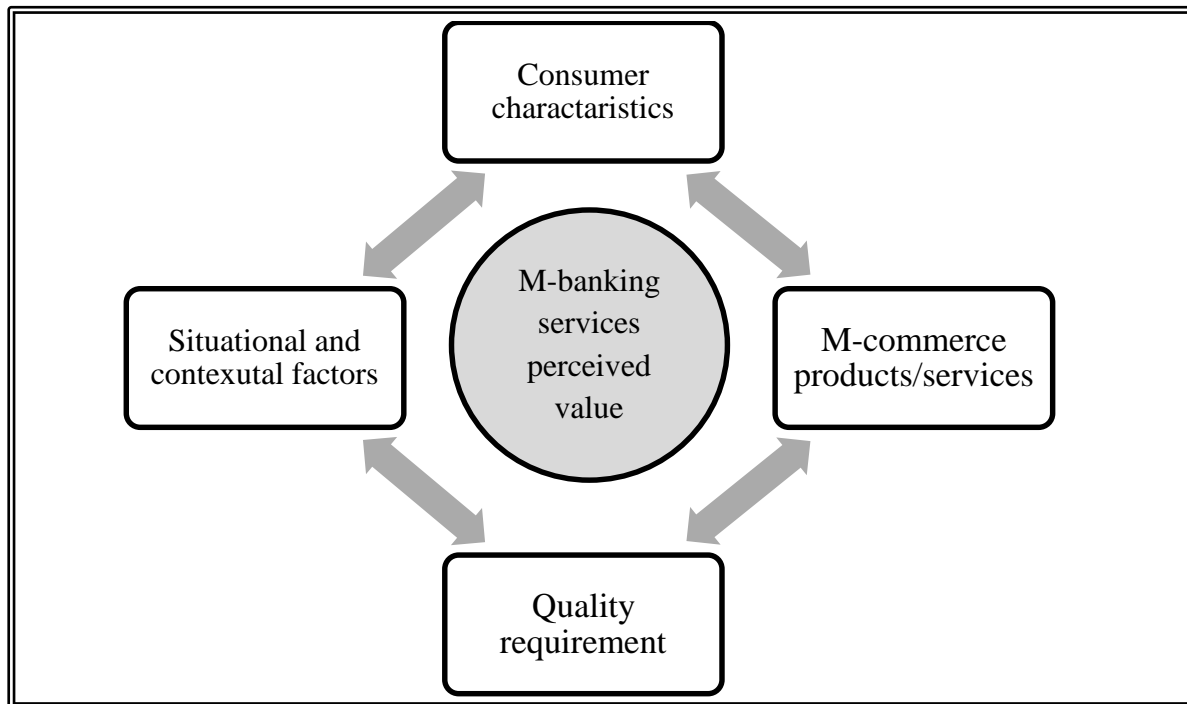 Consumer
charactaristics
Situational and
contexutal factors
M-banking
services
perceived
value
M-commerce
products/services
Quality
requirement